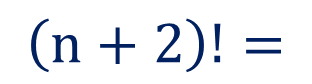 (n + 2)! =